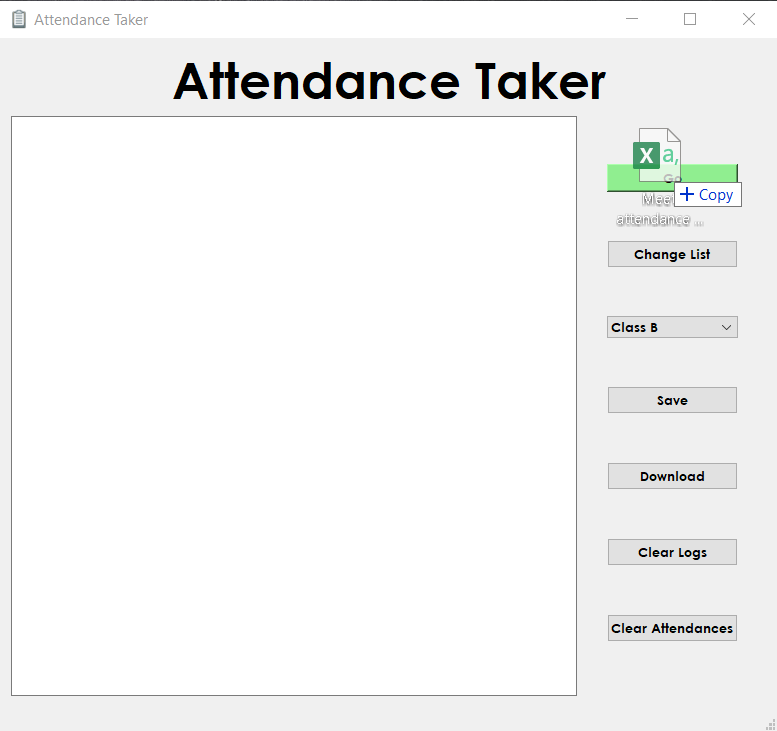 Attendance Taker
Attendance Taker
X a,
Go
Meet
+ Copy
attendance ...
Change List
Class B
Save
Download
Clear Logs
Clear Attendances